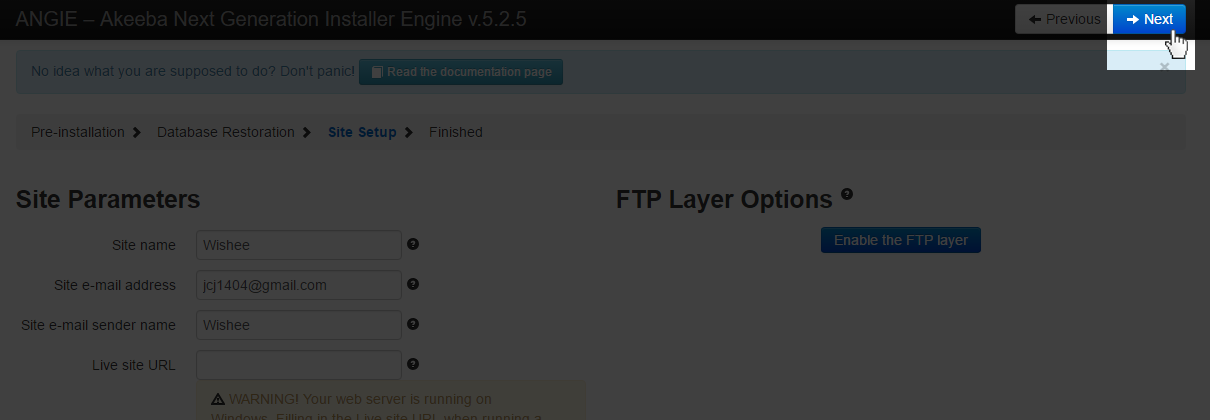 ANGIE – Akeeba Next Generation Installer Engine v.5.2.5
Previous
Next
No idea what you are supposed to do? Don't panic! Read the documentation page
Pre-installation Database Restoration Site Setup Finished
Site Parameters
Site name Wishee
Site e-mail address jcj1404@gmail.com
Site e-mail sender name Wishee
Live site URL
WARNING! Your web server is running on
Windows. Filling in the Live site URL when running a
FTP Layer Options
Enable the FTP layer